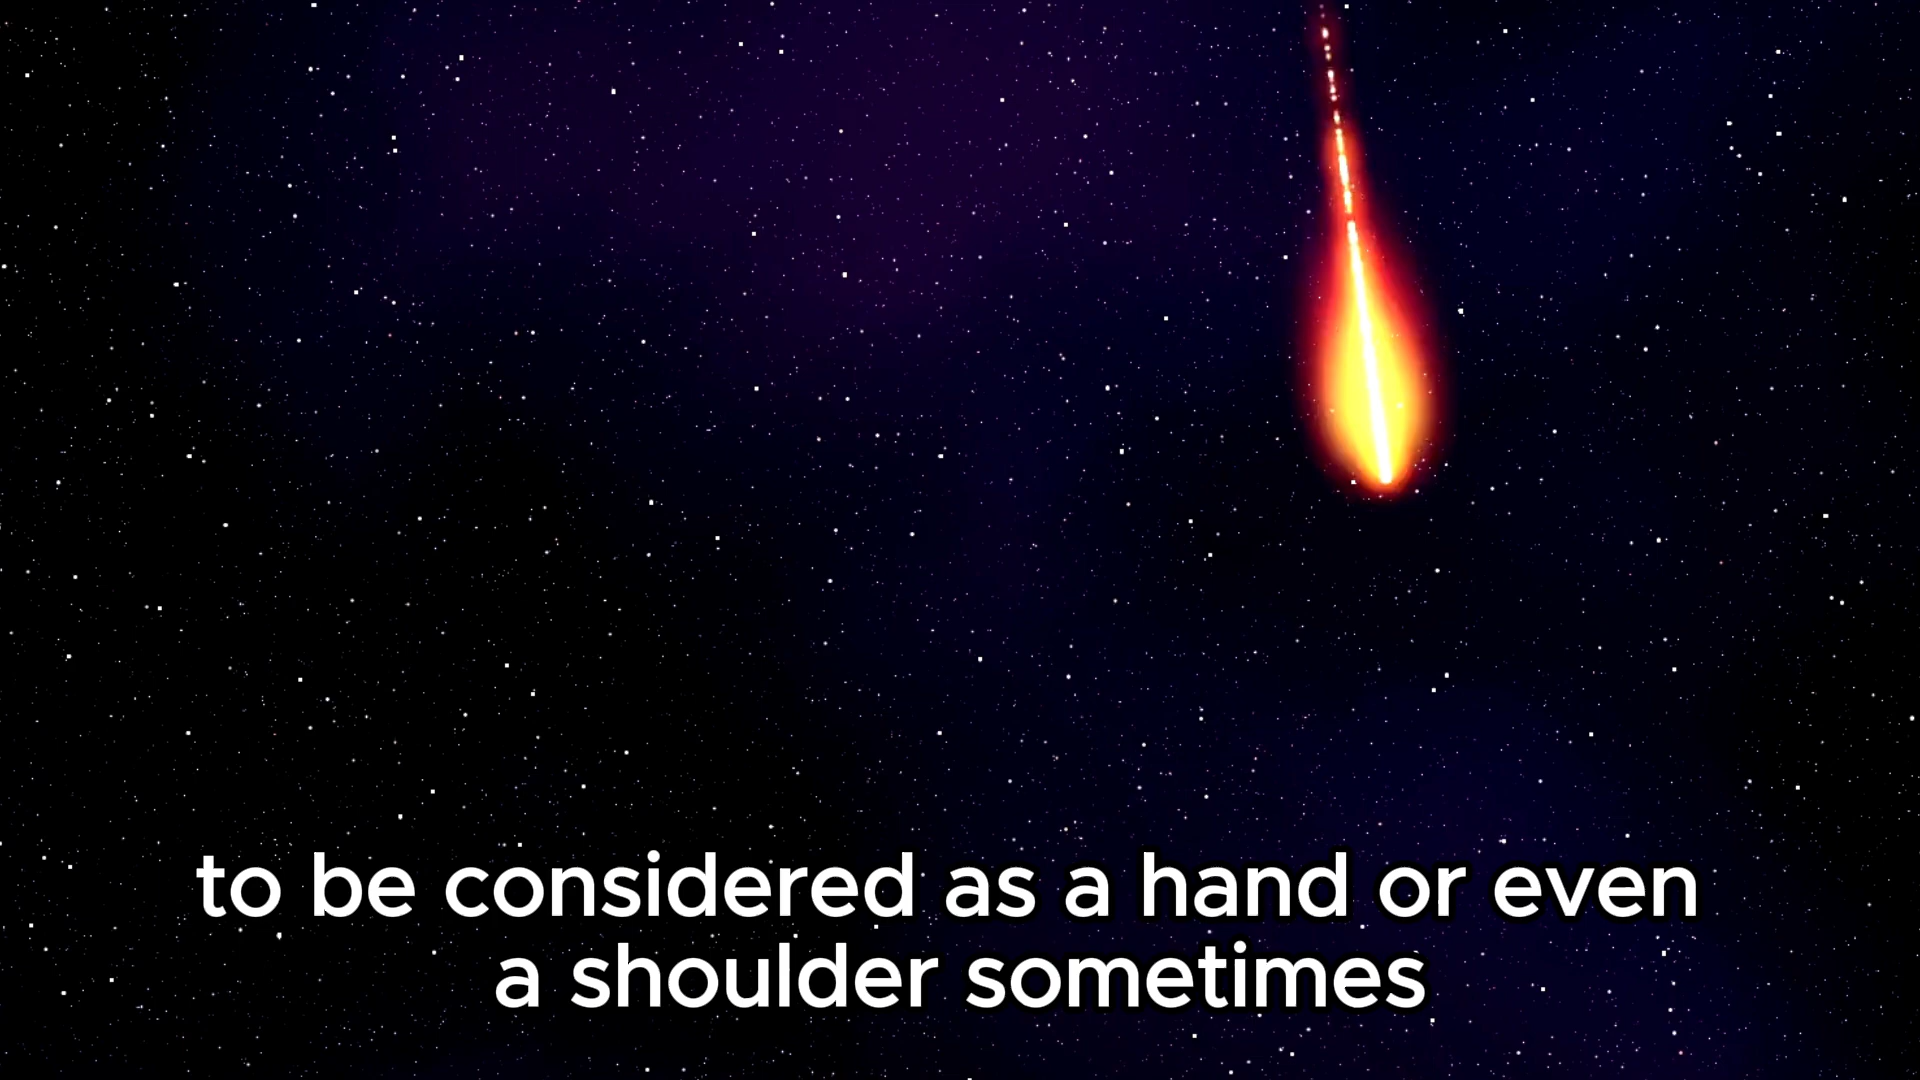 to be considered as a hand or even
a shoulder sometimes